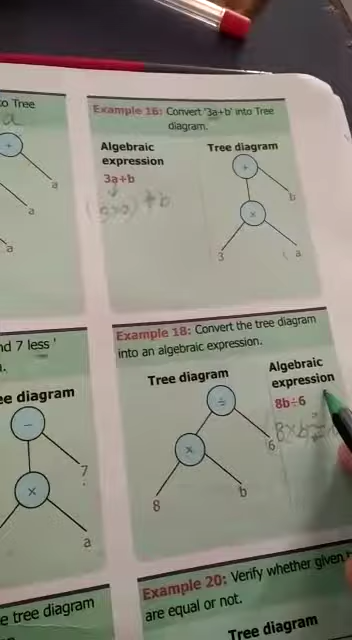 to Tree
a
+
a
a
a
Example 16: Convert '3a+b' into Tree
diagram.
Algebraic
expression
3a+b
Tree diagram
+
b
×
3
a
nd 7 less '
ee diagram
−
7
×
a
e tree diagram
Example 18: Convert the tree diagram
into an algebraic expression.
Tree diagram
÷
×
6
8
b
Algebraic
expression
8b÷6
8×b÷
Example 20: Verify whether given
are equal or not.
Tree diagram